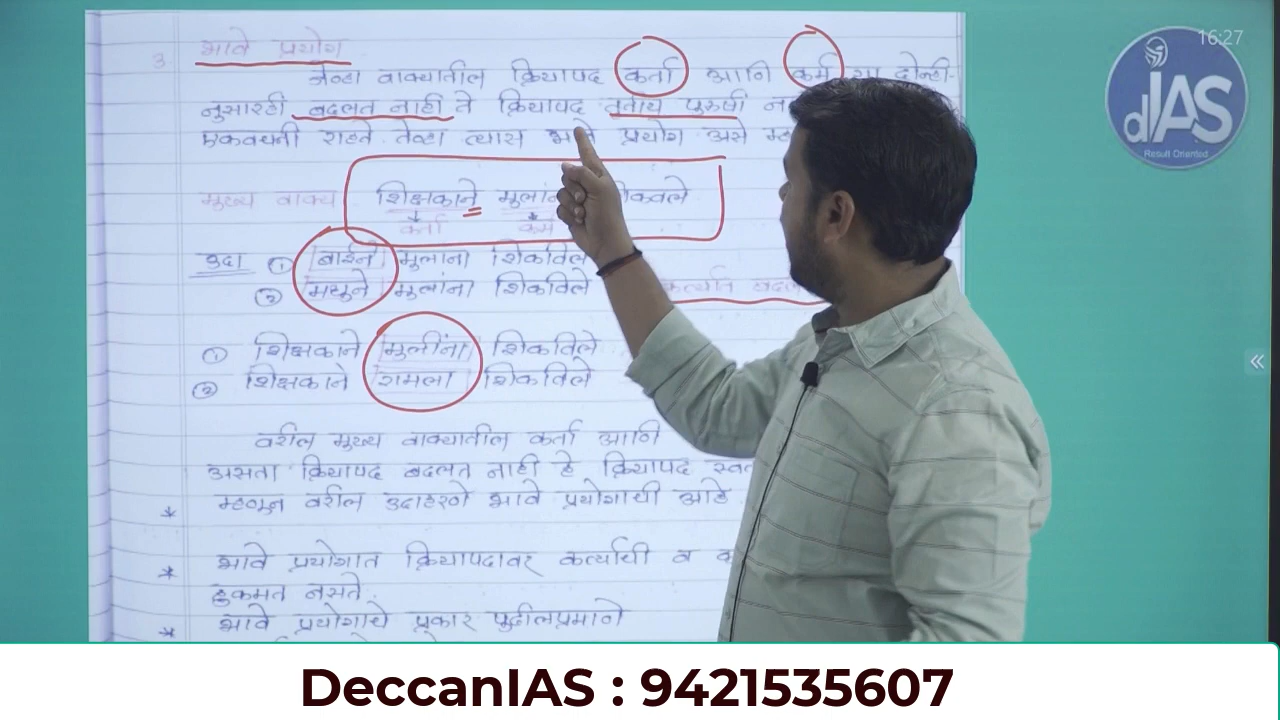 16:27
dIAS
Result Oriented
3
भावे प्रयोग
जेव्हा वाक्यातील क्रियापद कर्ता आणि कर्म या दोन्ही-
नुसारही बदलत नाही ते क्रियापद तृतीय पुरुषी
एकवचनी राहते तेव्हा त्यास भावे प्रयोग असे
मुख्य वाक्य शिक्षकाने मुलांना शिकवले
कर्ता कर्म
उदा ① बाईने मुलांना शिकविले
② मधुने मुलांना शिकविले कर्त्यात
① शिक्षकाने मुलींना शिकविले
② शिक्षकाने रामला शिकविले
वरील मुख्य वाक्यातील कर्ता आणि
असता क्रियापद बदलत नाही हे क्रियापद
* म्हणून वरील उदाहरणे भावे प्रयोगाची आहे
* भावे प्रयोगात क्रियापदावर कर्त्याची व
हुकमत नसते.
* भावे प्रयोगाचे प्रकार पुढीलप्रमाणे
DeccanIAS : 9421535607